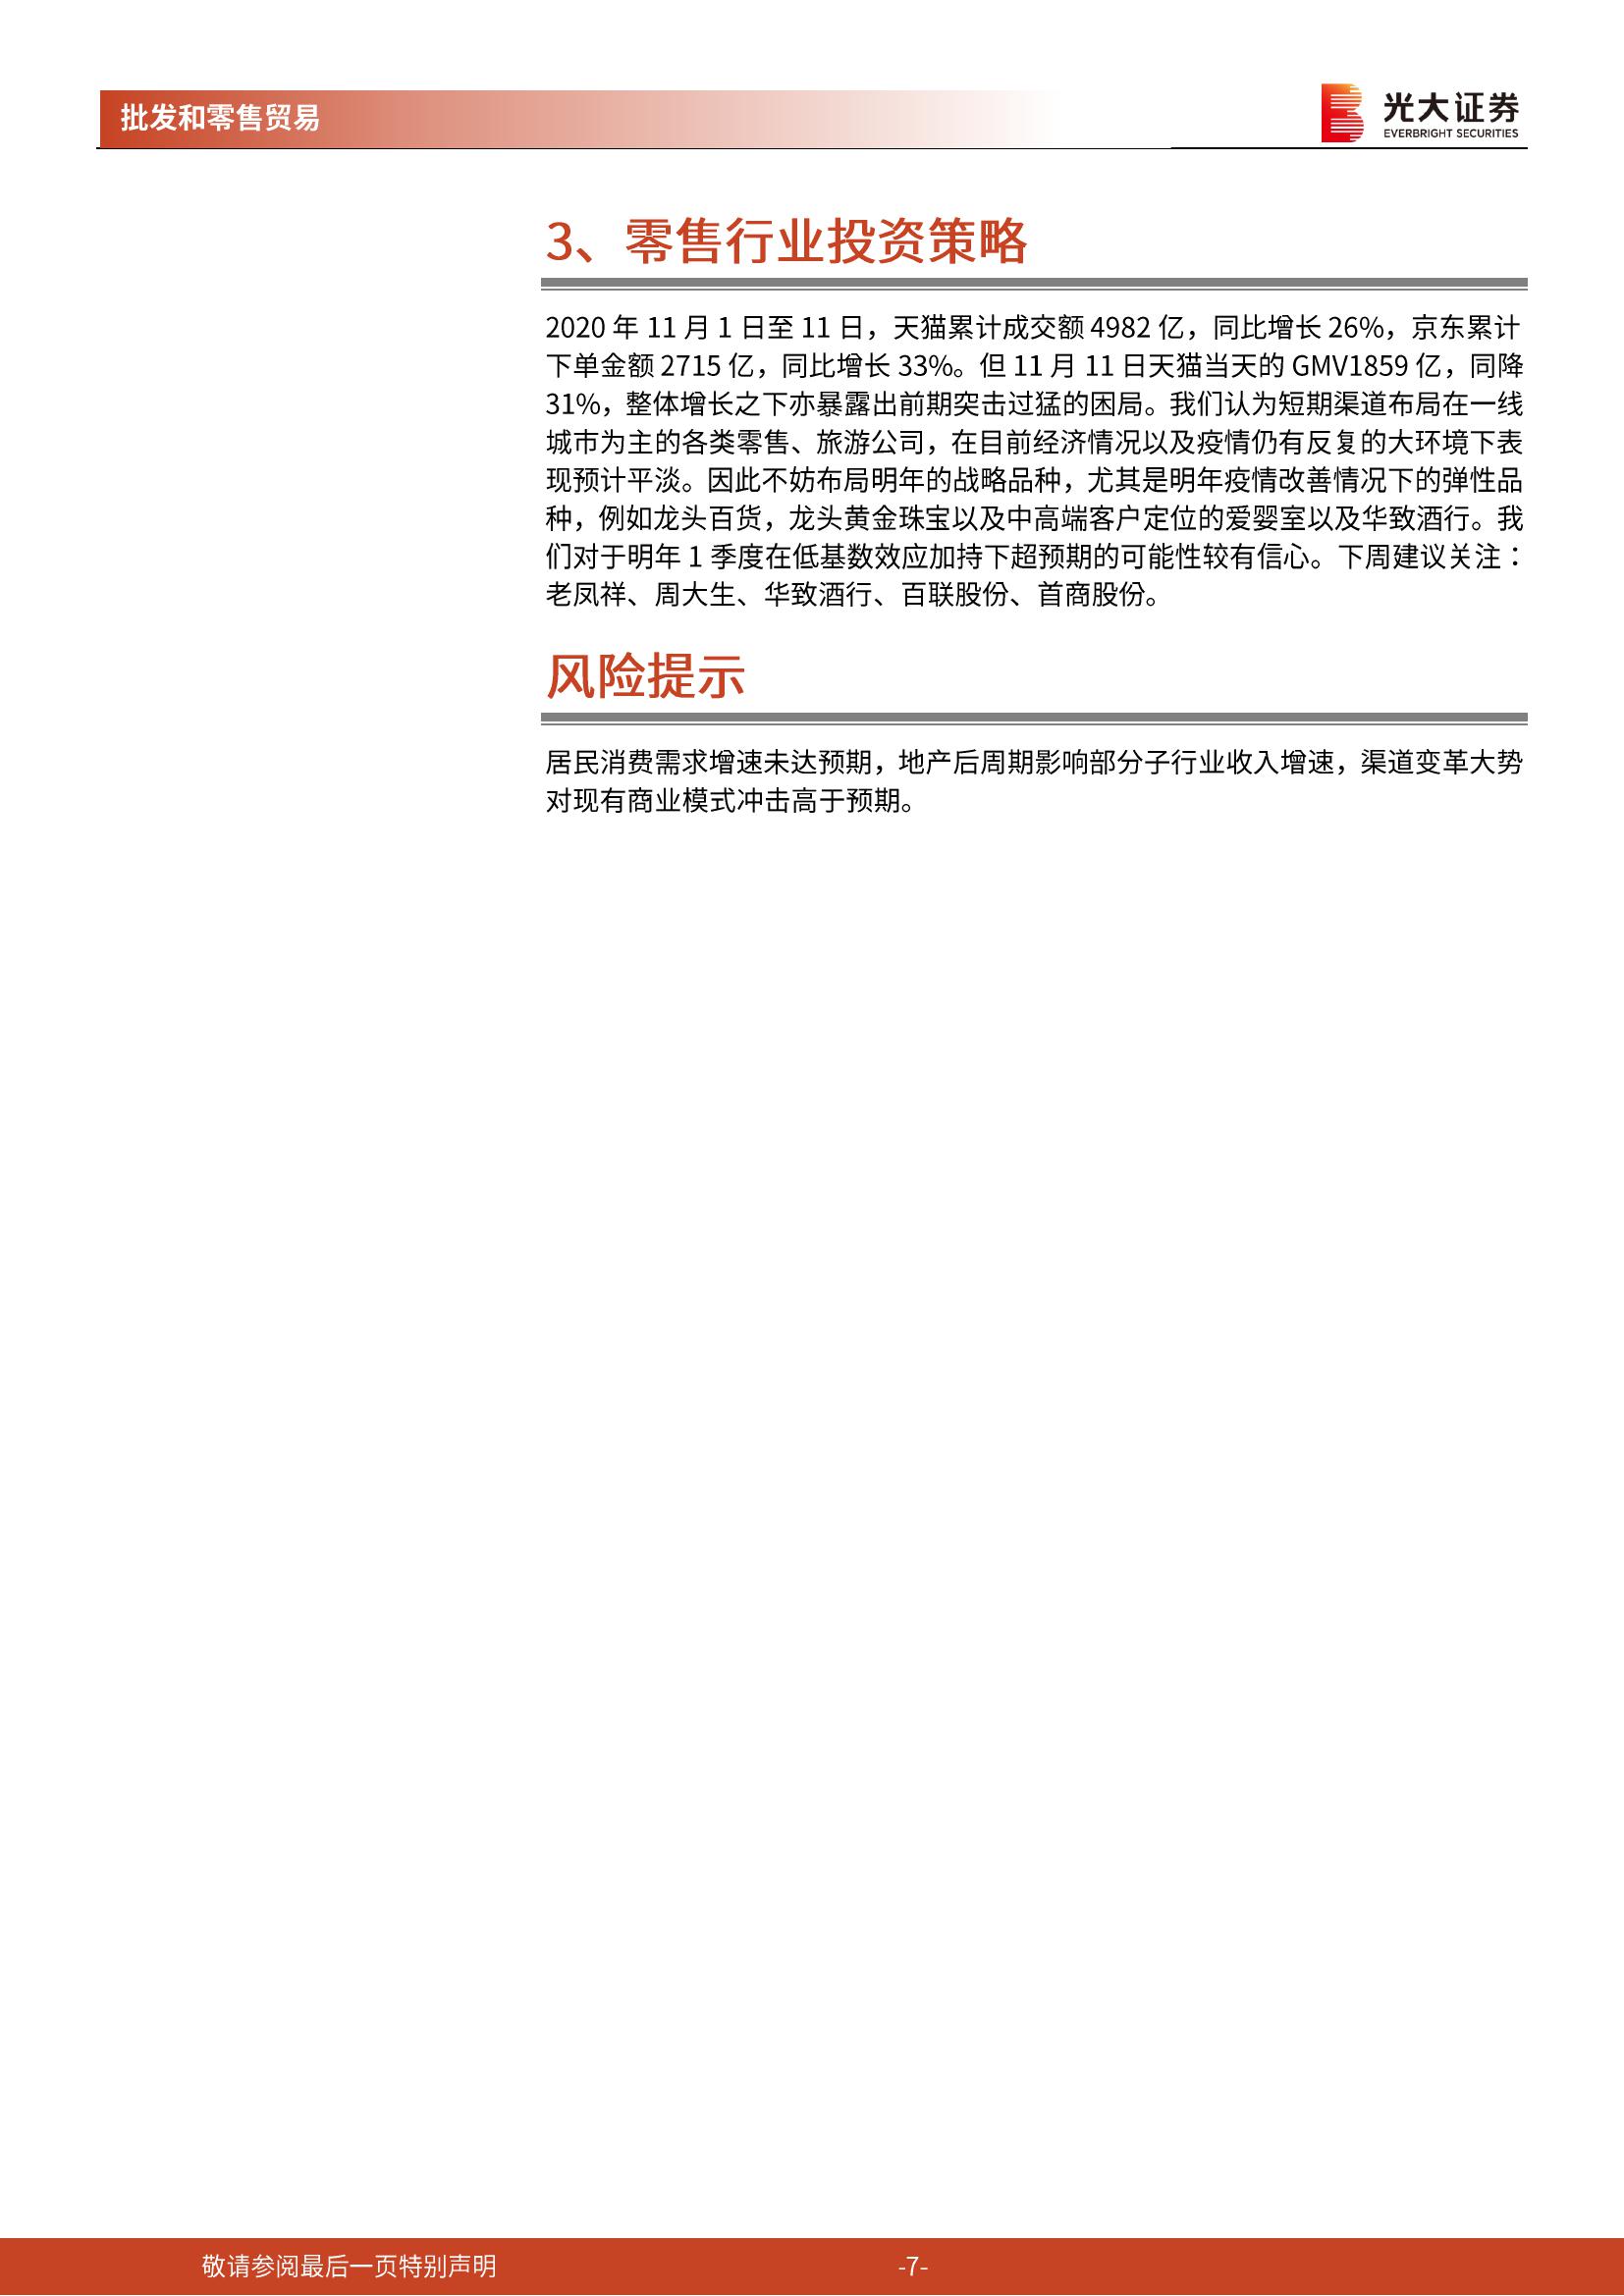 批发和零售贸易
光大证券
EVERBRIGHT SECURITIES
3、零售行业投资策略
2020 年 11 月 1 日至 11 日，天猫累计成交额 4982 亿，同比增长 26%，京东累计
下单金额 2715 亿，同比增长 33%。但 11 月 11 日天猫当天的 GMV1859 亿，同降
31%，整体增长之下亦暴露出前期突击过猛的困局。我们认为短期渠道布局在一线
城市为主的各类零售、旅游公司，在目前经济情况以及疫情仍有反复的大环境下表
现预计平淡。因此不妨布局明年的战略品种，尤其是明年疫情改善情况下的弹性品
种，例如龙头百货，龙头黄金珠宝以及中高端客户定位的爱婴室以及华致酒行。我
们对于明年 1 季度在低基数效应加持下超预期的可能性较有信心。下周建议关注：
老凤祥、周大生、华致酒行、百联股份、首商股份。
风险提示
居民消费需求增速未达预期，地产后周期影响部分子行业收入增速，渠道变革大势
对现有商业模式冲击高于预期。
敬请参阅最后一页特别声明
-7-